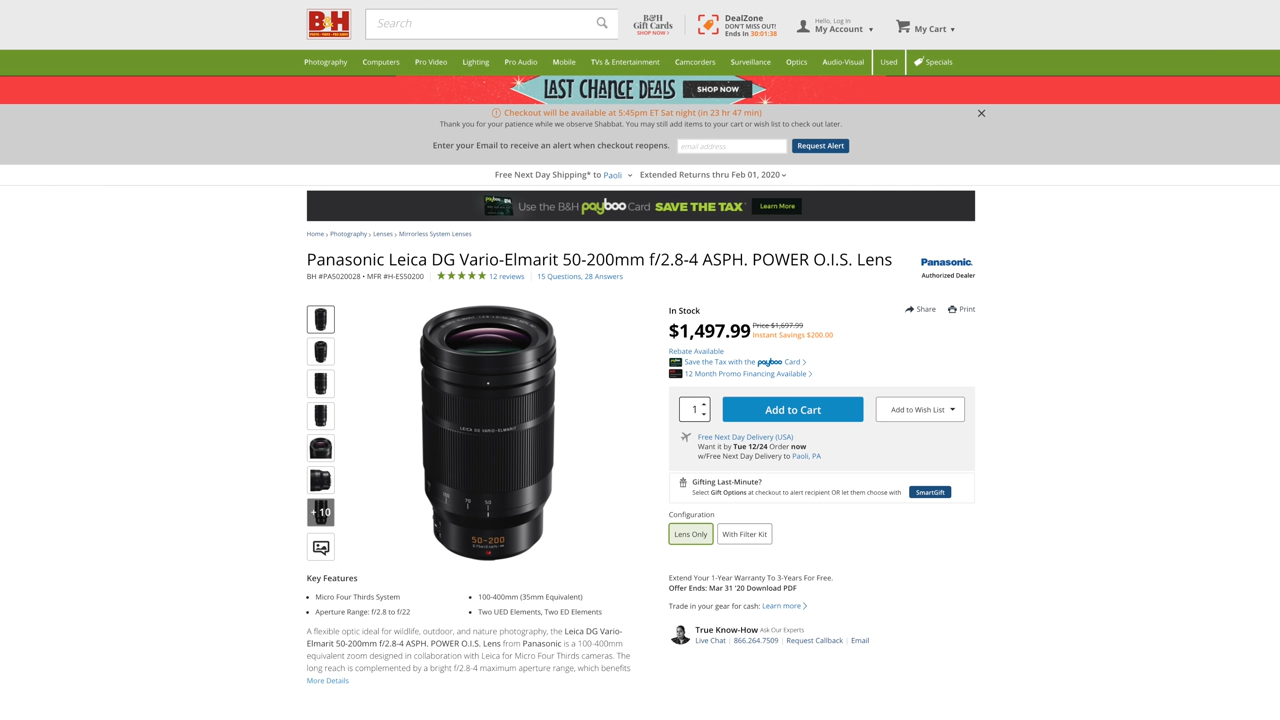 B&H
PHOTO · VIDEO · PRO AUDIO
Search
B&H
Gift Cards
SHOP NOW >
DealZone
DON'T MISS OUT!
Ends In 30:01:38
Hello, Log In
My Account
My Cart
Photography Computers Pro Video Lighting Pro Audio Mobile TVs & Entertainment Camcorders Surveillance Optics Audio-Visual Used Specials
LAST CHANCE DEALS SHOP NOW
Checkout will be available at 5:45pm ET Sat night (in 23 hr 47 min)
Thank you for your patience while we observe Shabbat. You may still add items to your cart or wish list to check out later.
Enter your Email to receive an alert when checkout reopens. email address Request Alert
Free Next Day Shipping* to Paoli Extended Returns thru Feb 01, 2020
Use the B&H payboo Card SAVE THE TAX Learn More
Home > Photography > Lenses > Mirrorless System Lenses
Panasonic Leica DG Vario-Elmarit 50-200mm f/2.8-4 ASPH. POWER O.I.S. Lens
BH #PA5020028 • MFR #H-ES50200 12 reviews 15 Questions, 28 Answers
Panasonic
Authorized Dealer
LEICA DG VARIO-ELMARIT
100 70 50
50-200
+ 10
In Stock
Share
Print
$1,497.99 Price $1,697.99
Instant Savings $200.00
Rebate Available
Save the Tax with the payboo Card >
12 Month Promo Financing Available >
1
Add to Cart
Add to Wish List
Free Next Day Delivery (USA)
Want it by Tue 12/24 Order now
w/Free Next Day Delivery to Paoli, PA
Gifting Last-Minute?
Select Gift Options at checkout to alert recipient OR let them choose with SmartGift
Configuration
Lens Only
With Filter Kit
Extend Your 1-Year Warranty To 3-Years For Free.
Offer Ends: Mar 31 '20 Download PDF
Trade in your gear for cash: Learn more >
True Know-How Ask Our Experts
Live Chat | 866.264.7509 | Request Callback | Email
Key Features
• Micro Four Thirds System
• Aperture Range: f/2.8 to f/22
• 100-400mm (35mm Equivalent)
• Two UED Elements, Two ED Elements
A flexible optic ideal for wildlife, outdoor, and nature photography, the Leica DG Vario-
Elmarit 50-200mm f/2.8-4 ASPH. POWER O.I.S. Lens from Panasonic is a 100-400mm
equivalent zoom designed in collaboration with Leica for Micro Four Thirds cameras. The
long reach is complemented by a bright f/2.8-4 maximum aperture range, which benefits
More Details